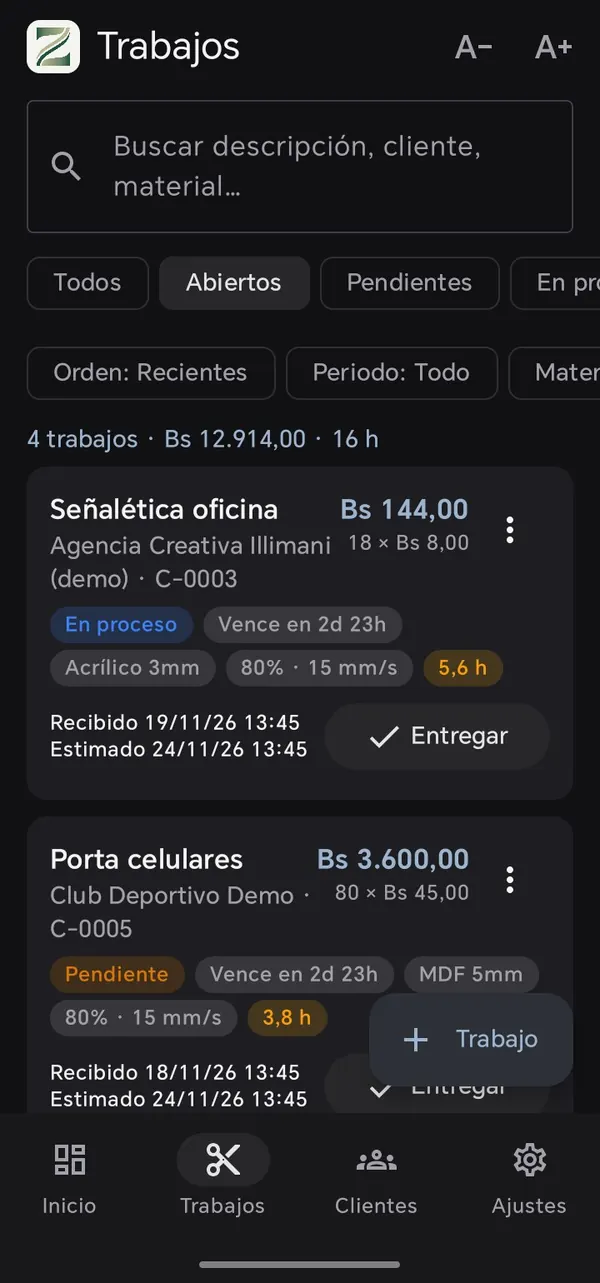 Trabajos
A− A+
Buscar descripción, cliente,
material…
Todos Abiertos Pendientes En pro
Orden: Recientes Periodo: Todo Mater
4 trabajos · Bs 12.914,00 · 16 h
Señalética oficina Bs 144,00
Agencia Creativa Illimani 18 × Bs 8,00
(demo) · C-0003
En proceso Vence en 2d 23h
Acrílico 3mm 80% · 15 mm/s 5,6 h
Recibido 19/11/26 13:45
Estimado 24/11/26 13:45
Entregar
Porta celulares Bs 3.600,00
Club Deportivo Demo · 80 × Bs 45,00
C-0005
Pendiente Vence en 2d 23h MDF 5mm
80% · 15 mm/s 3,8 h
Recibido 18/11/26 13:45
Estimado 24/11/26 13:45
Entregar
+ Trabajo
Inicio Trabajos Clientes Ajustes